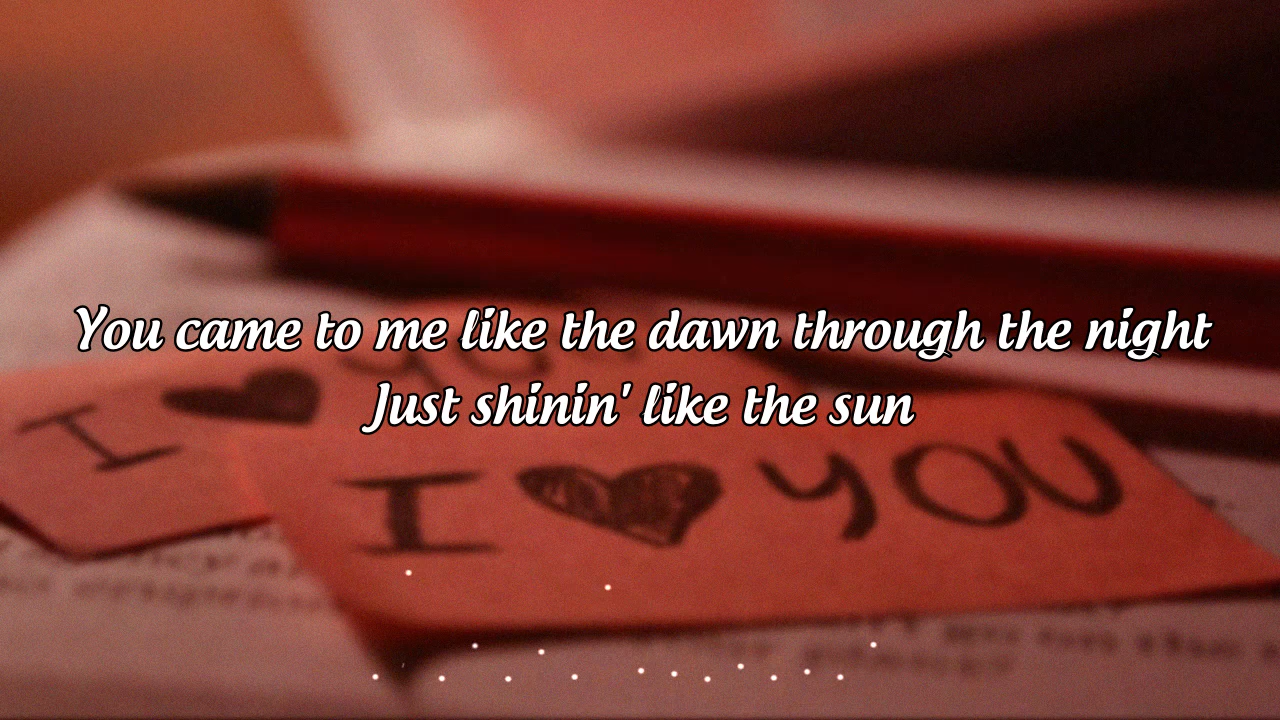 You came to me like the dawn through the night
Just shinin' like the sun
I ♥ YOU
I ♥ YOU